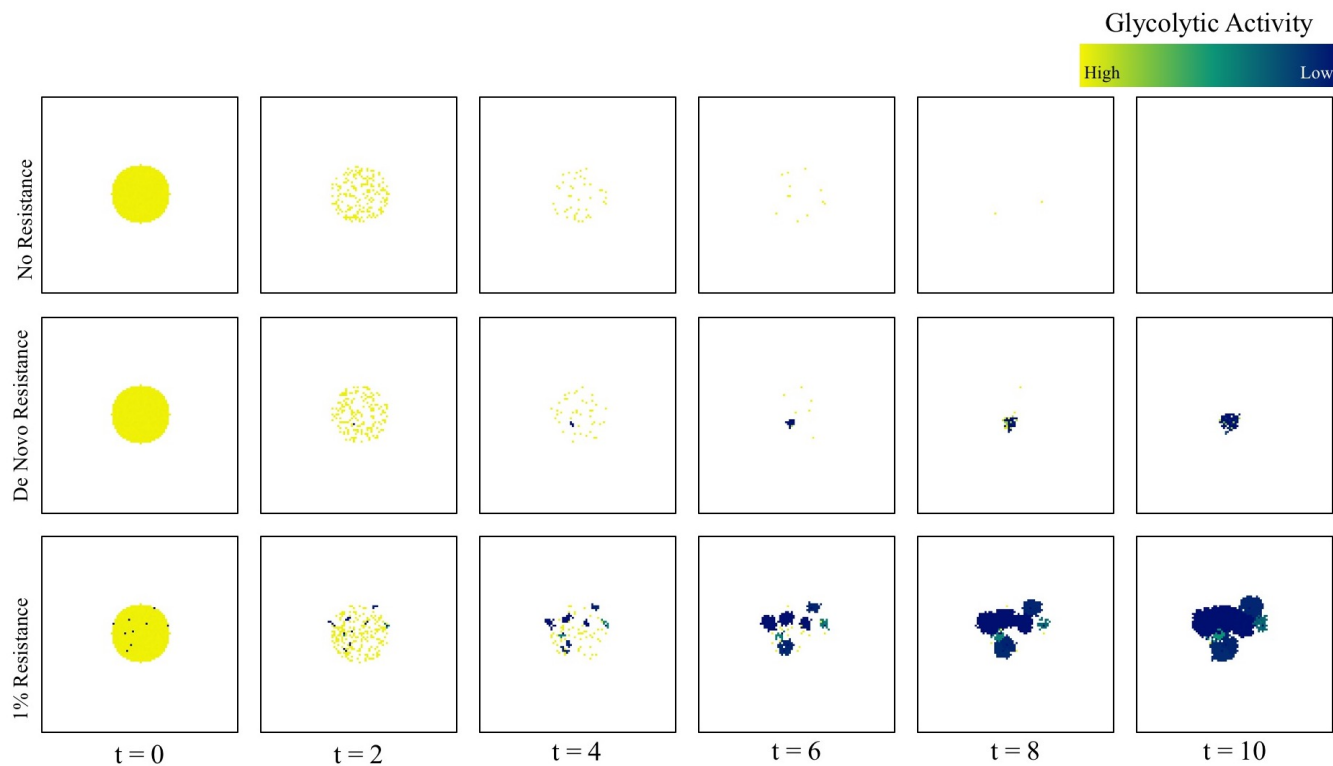 Glycolytic Activity
High
Low
No Resistance
De Novo Resistance
1% Resistance
t = 0
t = 2
t = 4
t = 6
t = 8
t = 10